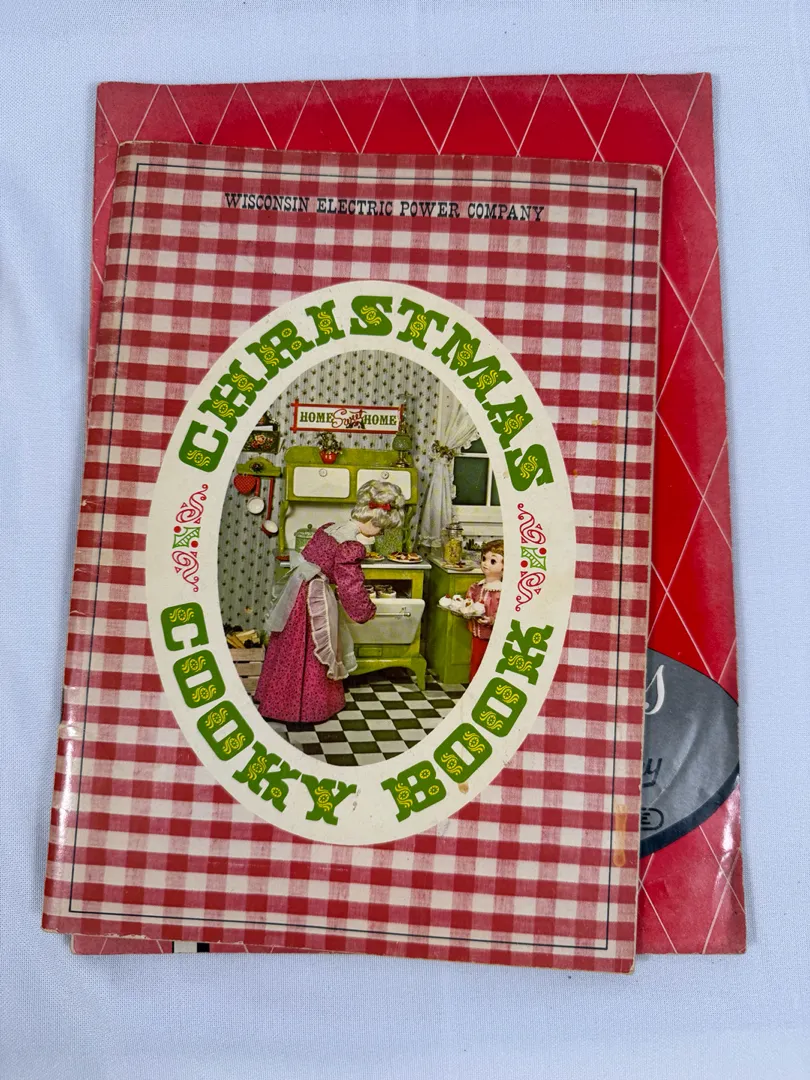 WISCONSIN ELECTRIC POWER COMPANY
CHRISTMAS
HOME Sweet HOME
COOKY BOOK